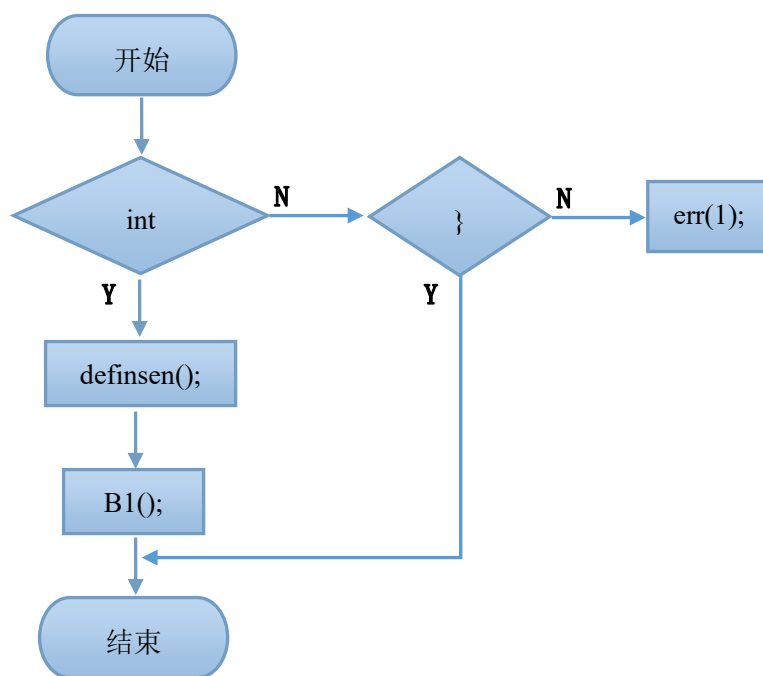 开始
int
N
}
N
err(1);
Y
Y
definsen();
B1();
结束